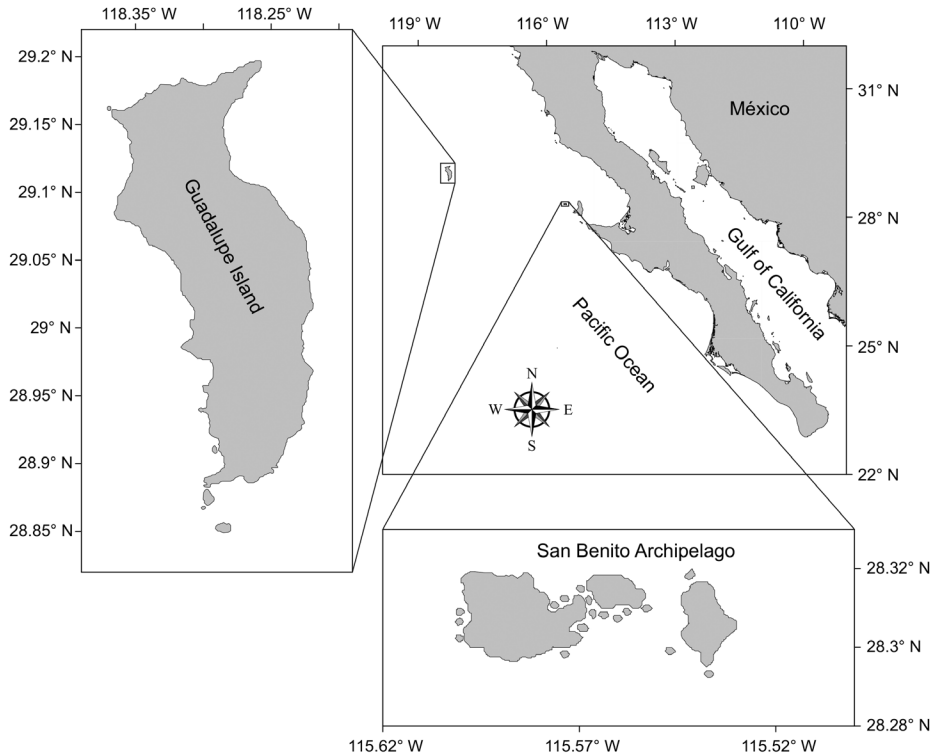 118.35° W
118.25° W
29.2° N
29.15° N
29.1° N
29.05° N
29° N
28.95° N
28.9° N
28.85° N
Guadalupe Island
119° W
116° W
113° W
110° W
31° N
28° N
25° N
22° N
México
Gulf of California
Pacific Ocean
N
W
E
S
San Benito Archipelago
28.32° N
28.3° N
28.28° N
115.62° W
115.57° W
115.52° W